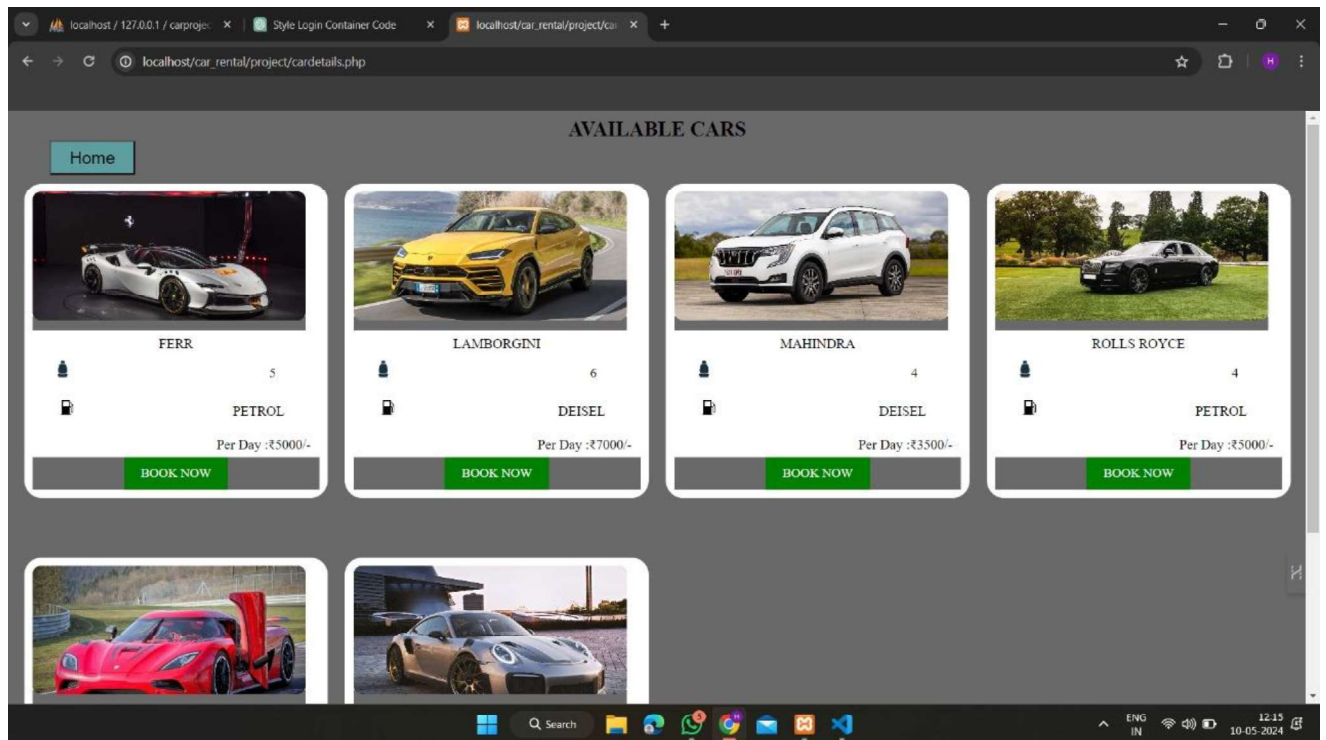 localhost / 127.0.0.1 / carprojec
Style Login Container Code
localhost/car_rental/project/car
localhost/car_rental/project/cardetails.php
H
AVAILABLE CARS
Home
FERR
LAMBORGINI
MAHINDRA
ROLLS ROYCE
5
6
4
4
PETROL
DEISEL
DEISEL
PETROL
Per Day :₹5000/-
Per Day :₹7000/-
Per Day :₹3500/-
Per Day :₹5000/-
BOOK NOW
BOOK NOW
BOOK NOW
BOOK NOW
Search
ENG
IN
12:15
10-05-2024